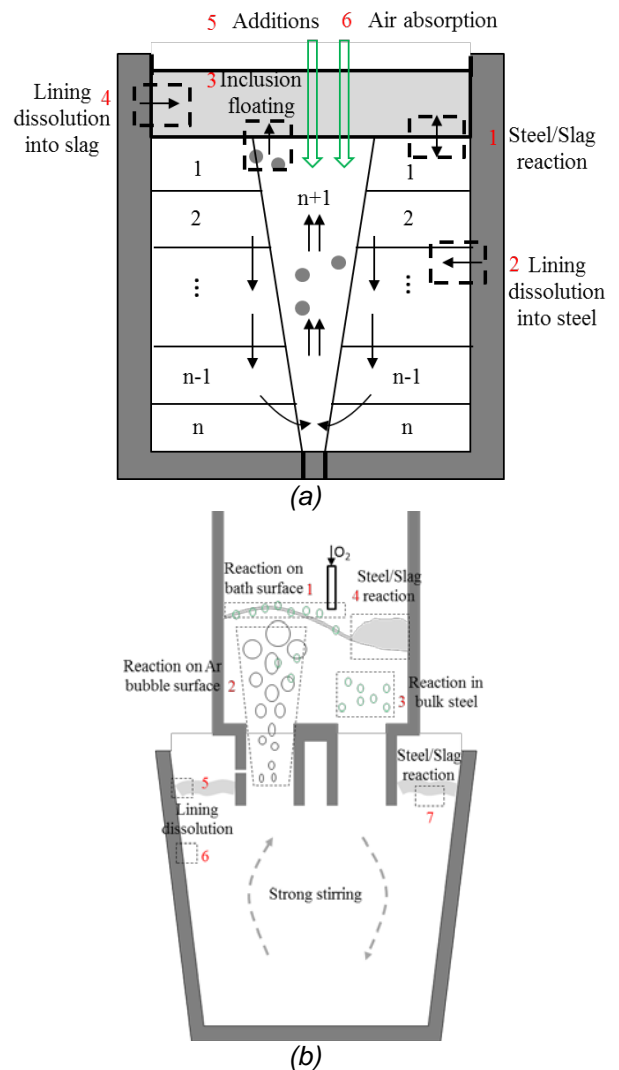 5 Additions 6 Air absorption
Lining 4
dissolution
into slag
3 Inclusion
floating
1 Steel/Slag
reaction
1 n+1 1
2 2
2 Lining
dissolution
into steel
... ...
n-1 n-1
n n
(a)
Reaction on
bath surface 1
O2
Steel/Slag
4 reaction
Reaction on Ar
bubble surface 2
3 Reaction in
bulk steel
5
Lining
dissolution
6
Steel/Slag
reaction
7
Strong stirring
(b)